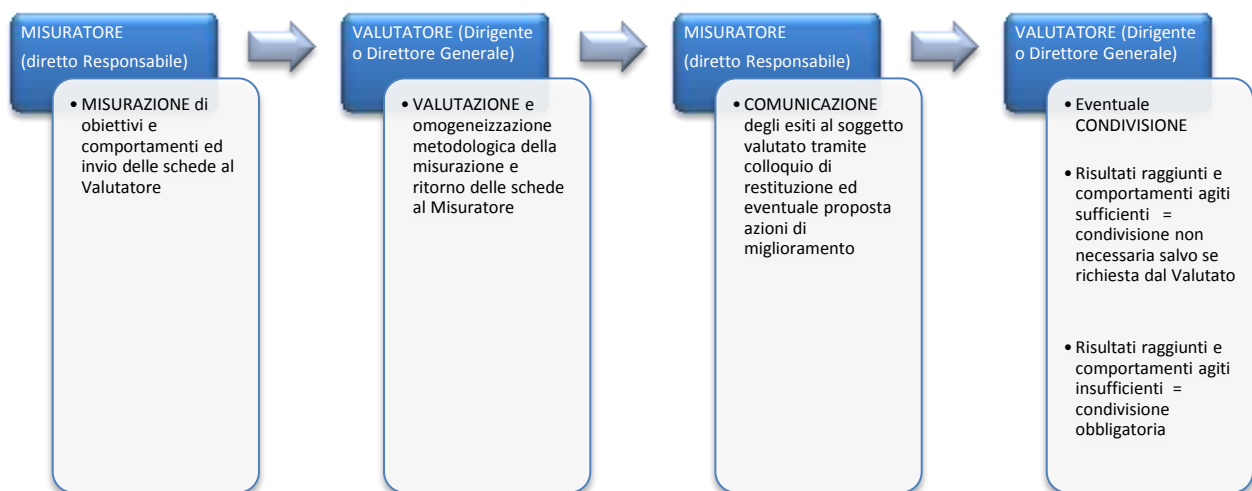 MISURATORE
(diretto Responsabile)
• MISURAZIONE di
obiettivi e
comportamenti ed
invio delle schede al
Valutatore
VALUTATORE (Dirigente
o Direttore Generale)
• VALUTAZIONE e
omogeneizzazione
metodologica della
misurazione e
ritorno delle schede
al Misuratore
MISURATORE
(diretto Responsabile)
• COMUNICAZIONE
degli esiti al soggetto
valutato tramite
colloquio di
restituzione ed
eventuale proposta
azioni di
miglioramento
VALUTATORE (Dirigente
o Direttore Generale)
• Eventuale
CONDIVISIONE
• Risultati raggiunti e
comportamenti agiti
sufficienti =
condivisione non
necessaria salvo se
richiesta dal Valutato
• Risultati raggiunti e
comportamenti agiti
insufficienti =
condivisione
obbligatoria